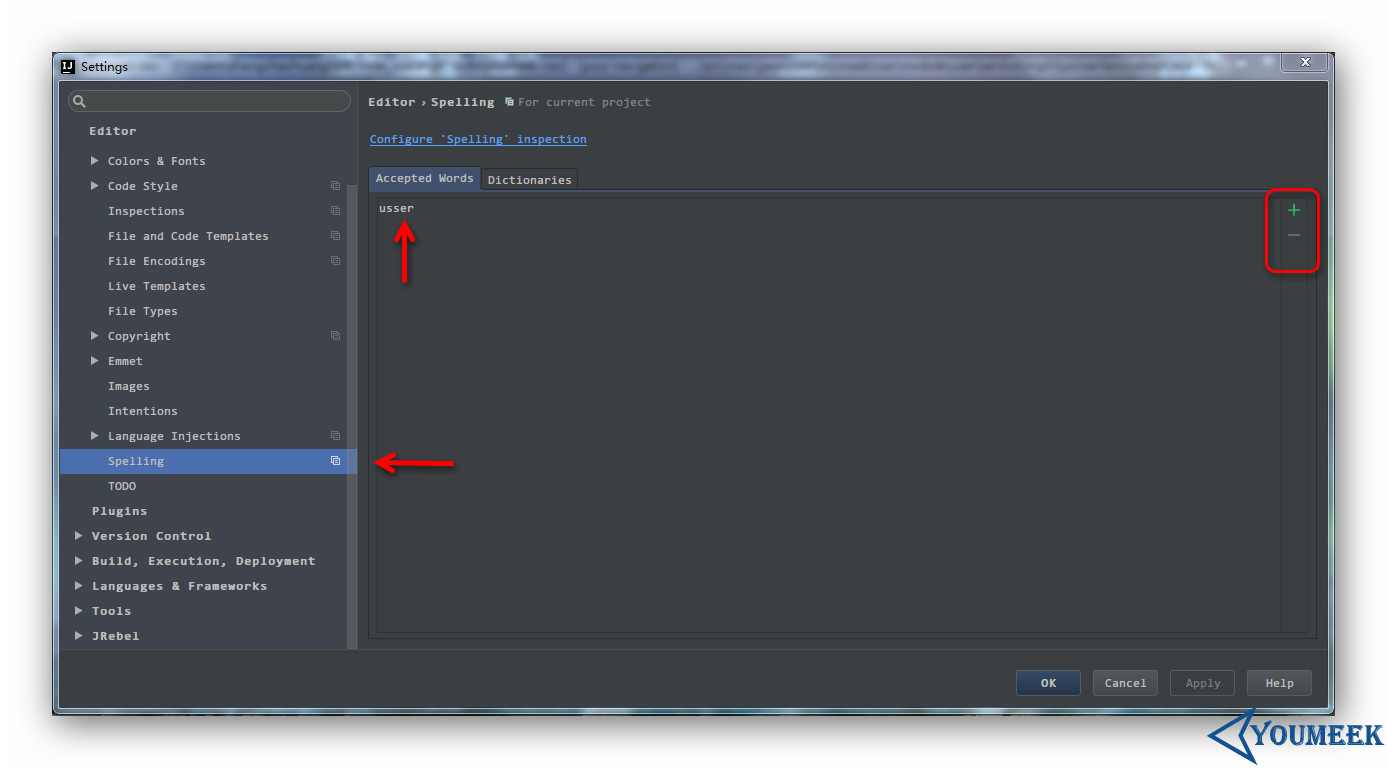 Settings
Editor › Spelling For current project
Configure 'Spelling' inspection
Accepted Words Dictionaries
usser
Editor
Colors & Fonts
Code Style
Inspections
File and Code Templates
File Encodings
Live Templates
File Types
Copyright
Emmet
Images
Intentions
Language Injections
Spelling
TODO
Plugins
Version Control
Build, Execution, Deployment
Languages & Frameworks
Tools
JRebel
OK Cancel Apply Help
YOUMEEK